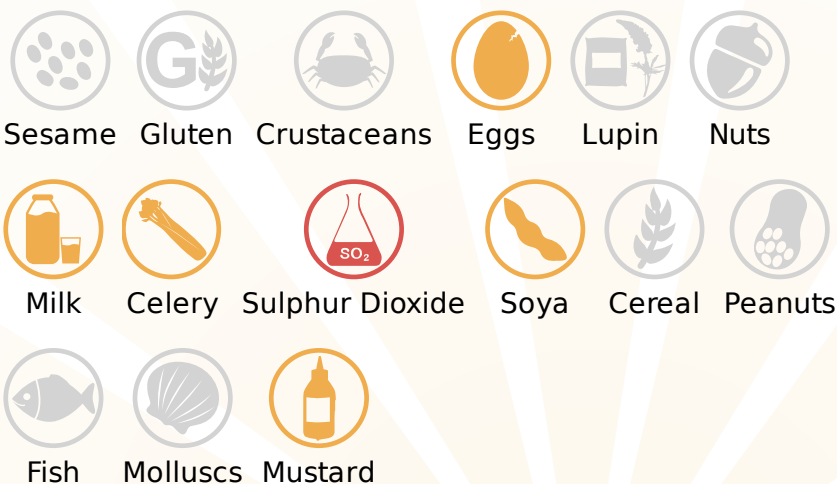 G
Sesame Gluten Crustaceans Eggs Lupin Nuts
SO₂
Milk Celery Sulphur Dioxide Soya Cereal Peanuts
Fish Molluscs Mustard